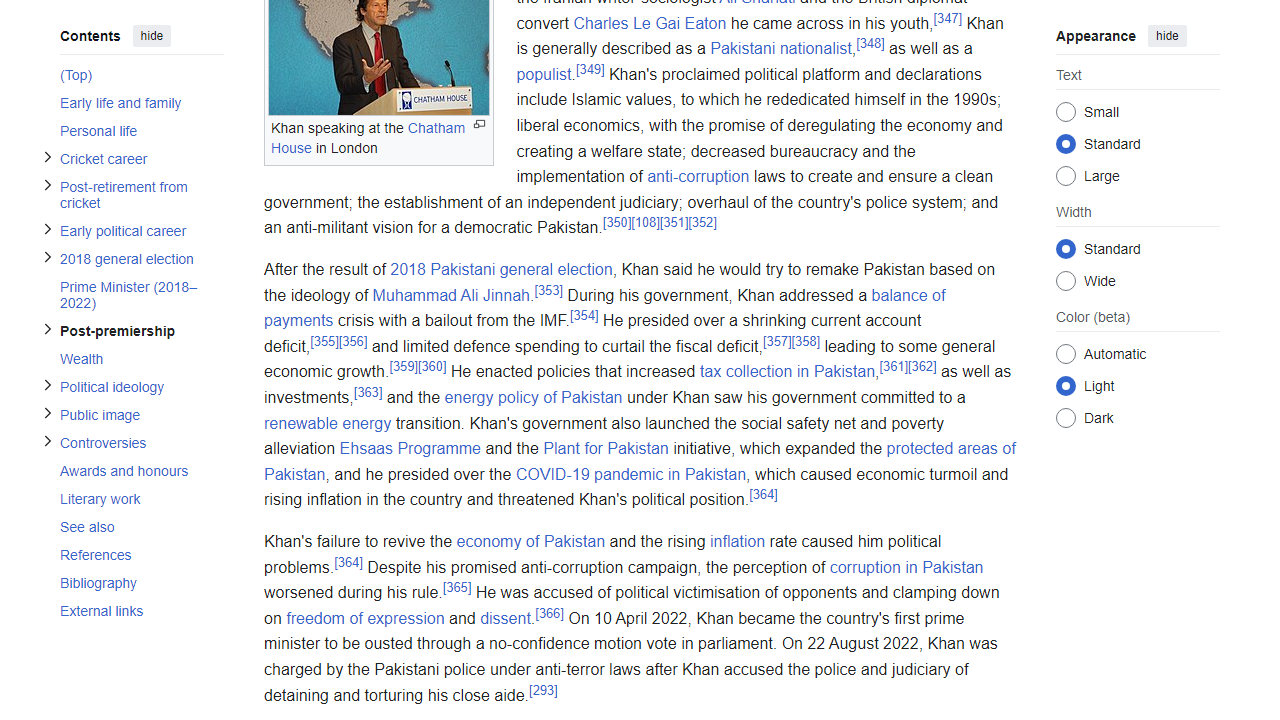 Contents hide
(Top)
Early life and family
Personal life
Cricket career
Post-retirement from
cricket
Early political career
2018 general election
Prime Minister (2018–
2022)
Post-premiership
Wealth
Political ideology
Public image
Controversies
Awards and honours
Literary work
See also
References
Bibliography
External links
CHATHAM HOUSE
Khan speaking at the Chatham
House in London
the Iranian writer-sociologist Ali Shariati and the British diplomat-
convert Charles Le Gai Eaton he came across in his youth,[347] Khan
is generally described as a Pakistani nationalist,[348] as well as a
populist.[349] Khan's proclaimed political platform and declarations
include Islamic values, to which he rededicated himself in the 1990s;
liberal economics, with the promise of deregulating the economy and
creating a welfare state; decreased bureaucracy and the
implementation of anti-corruption laws to create and ensure a clean
government; the establishment of an independent judiciary; overhaul of the country's police system; and
an anti-militant vision for a democratic Pakistan.[350][108][351][352]
After the result of 2018 Pakistani general election, Khan said he would try to remake Pakistan based on
the ideology of Muhammad Ali Jinnah.[353] During his government, Khan addressed a balance of
payments crisis with a bailout from the IMF.[354] He presided over a shrinking current account
deficit,[355][356] and limited defence spending to curtail the fiscal deficit,[357][358] leading to some general
economic growth.[359][360] He enacted policies that increased tax collection in Pakistan,[361][362] as well as
investments,[363] and the energy policy of Pakistan under Khan saw his government committed to a
renewable energy transition. Khan's government also launched the social safety net and poverty
alleviation Ehsaas Programme and the Plant for Pakistan initiative, which expanded the protected areas of
Pakistan, and he presided over the COVID-19 pandemic in Pakistan, which caused economic turmoil and
rising inflation in the country and threatened Khan's political position.[364]
Khan's failure to revive the economy of Pakistan and the rising inflation rate caused him political
problems.[364] Despite his promised anti-corruption campaign, the perception of corruption in Pakistan
worsened during his rule.[365] He was accused of political victimisation of opponents and clamping down
on freedom of expression and dissent.[366] On 10 April 2022, Khan became the country's first prime
minister to be ousted through a no-confidence motion vote in parliament. On 22 August 2022, Khan was
charged by the Pakistani police under anti-terror laws after Khan accused the police and judiciary of
detaining and torturing his close aide.[293]
Appearance hide
Text
Small
Standard
Large
Width
Standard
Wide
Color (beta)
Automatic
Light
Dark